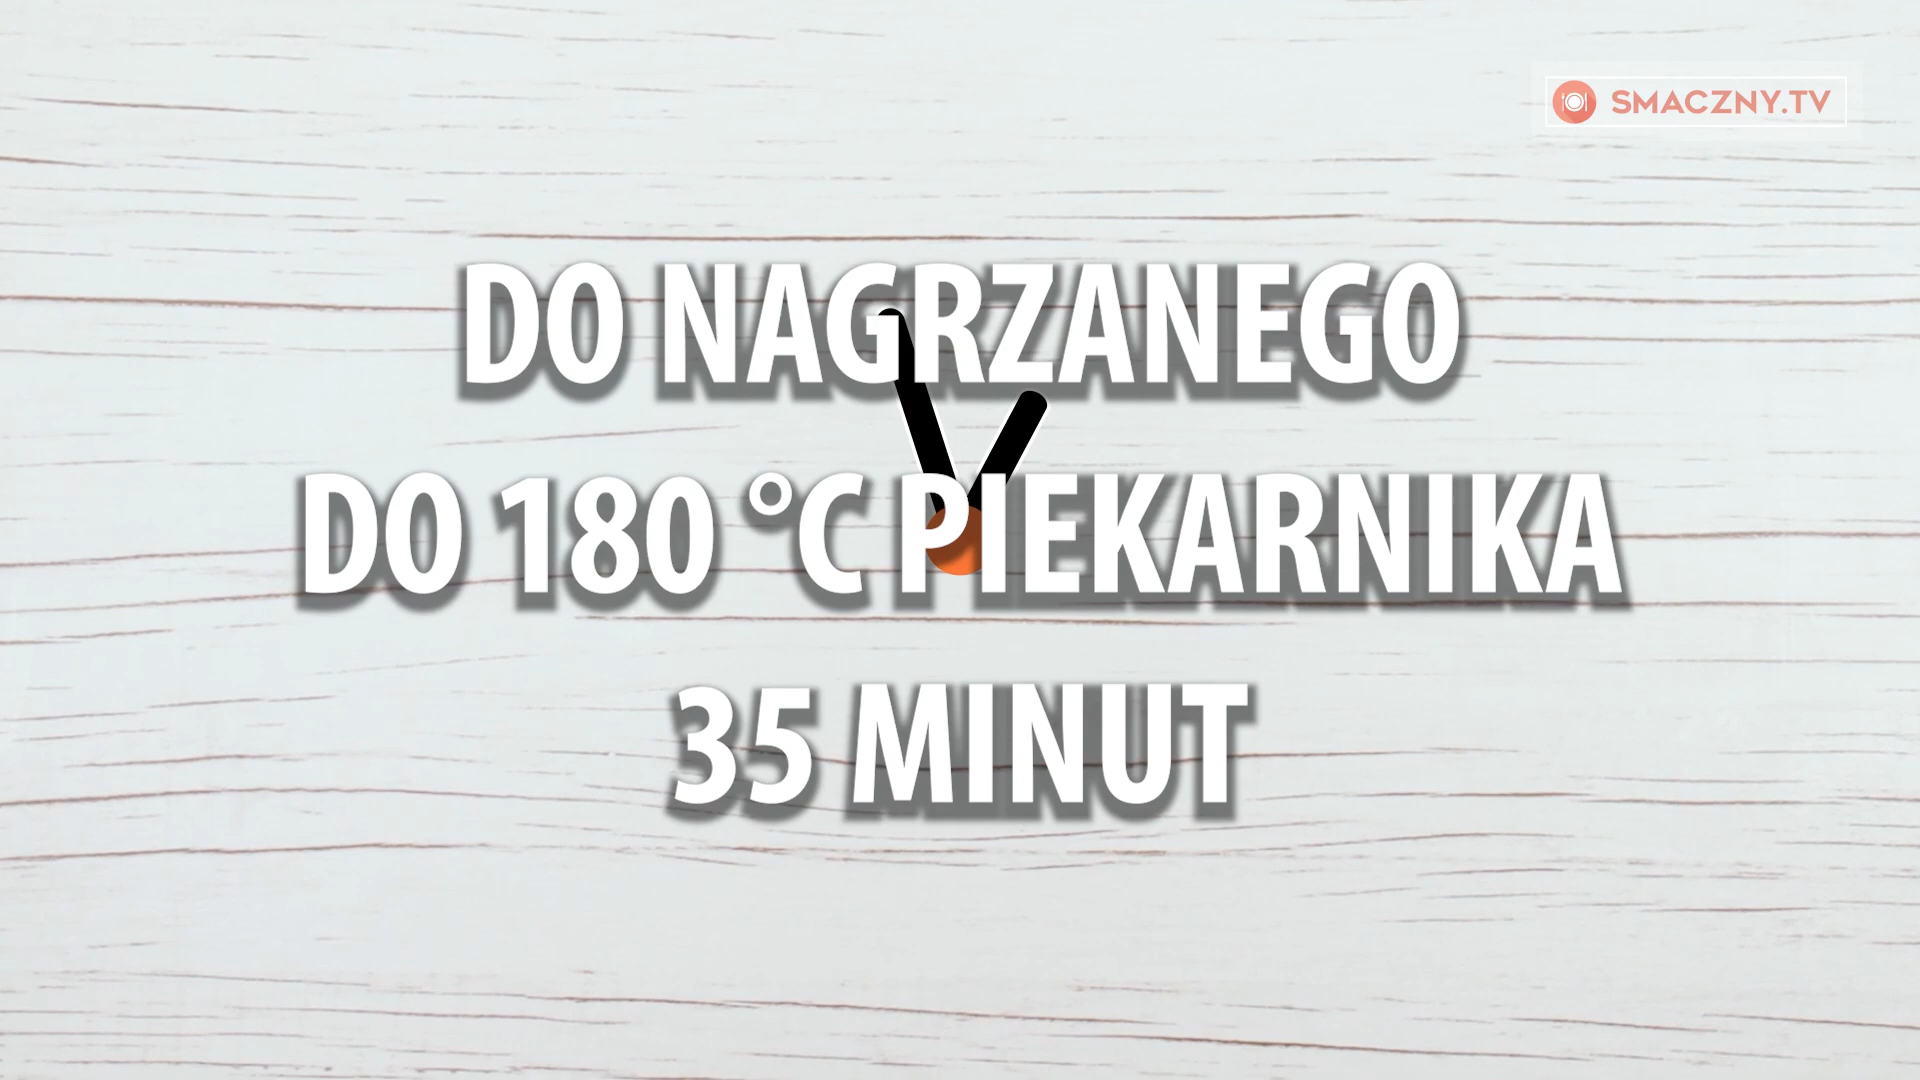 SMACZNY.TV
DO NAGRZANEGO
DO 180 °C PIEKARNIKA
35 MINUT